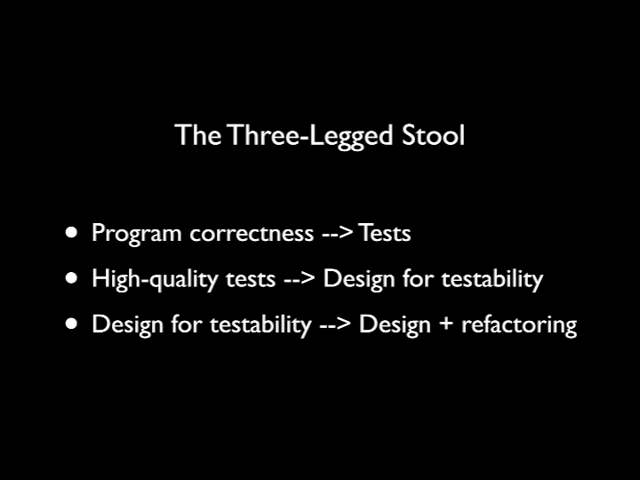 The Three-Legged Stool
• Program correctness --> Tests
• High-quality tests --> Design for testability
• Design for testability --> Design + refactoring